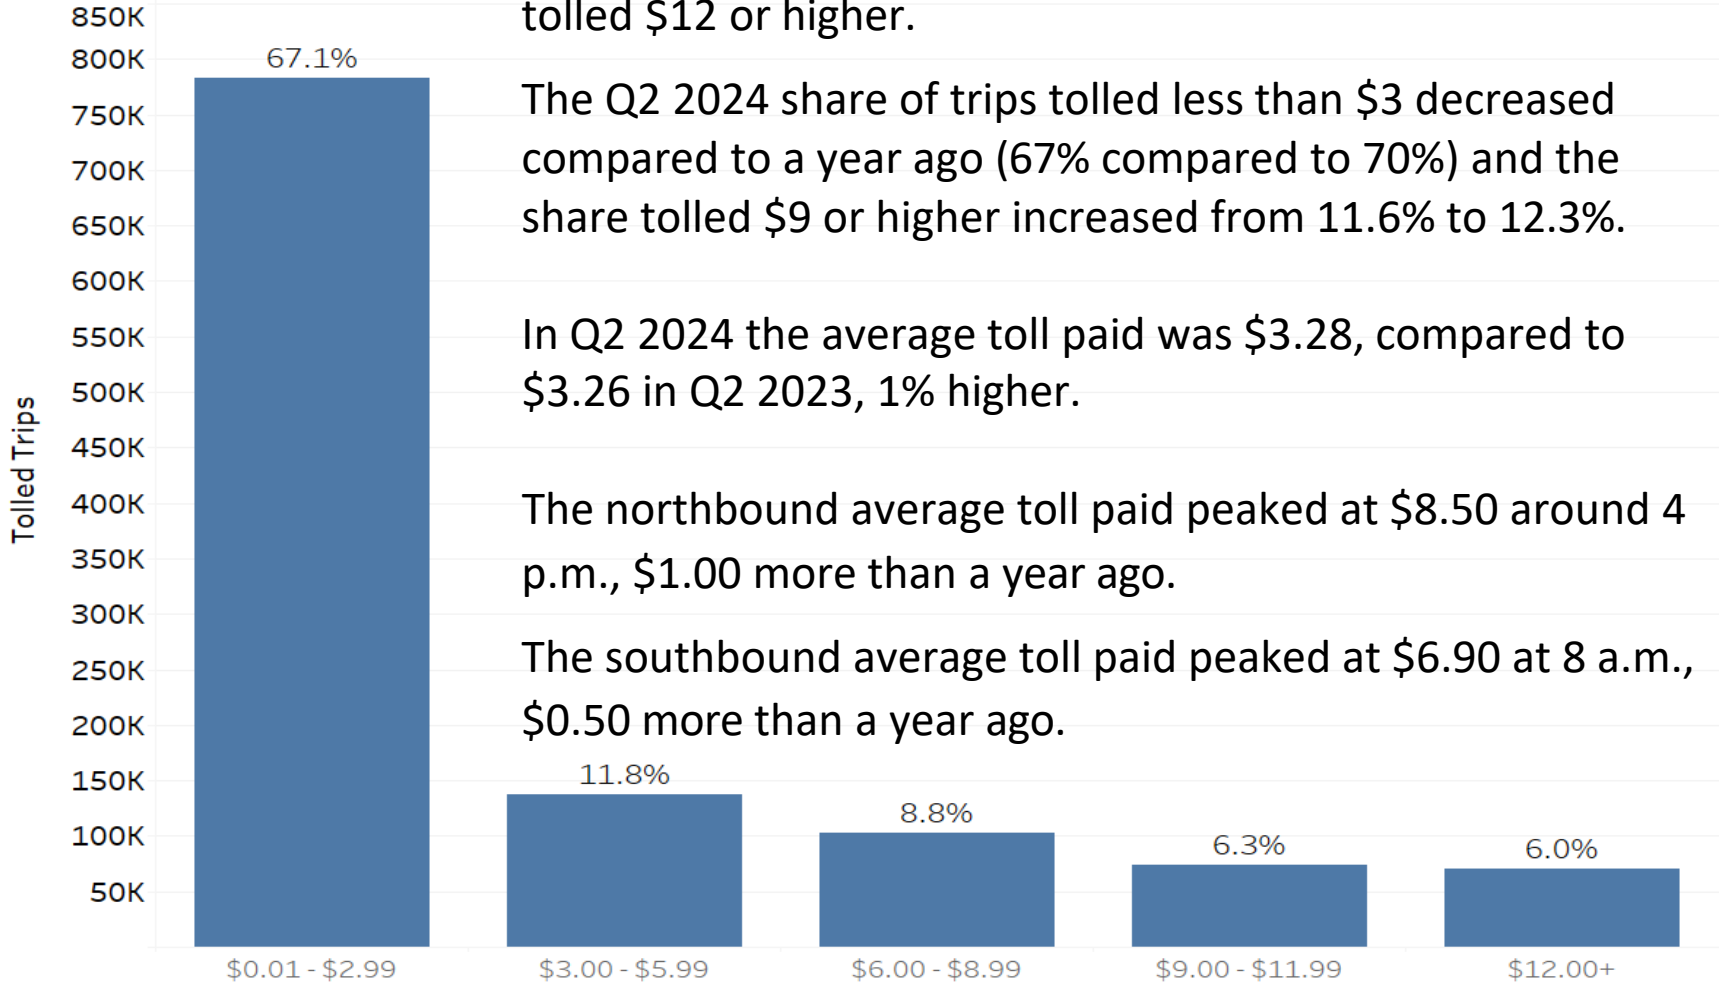 tolled $12 or higher.
The Q2 2024 share of trips tolled less than $3 decreased
compared to a year ago (67% compared to 70%) and the
share tolled $9 or higher increased from 11.6% to 12.3%.
In Q2 2024 the average toll paid was $3.28, compared to
$3.26 in Q2 2023, 1% higher.
The northbound average toll paid peaked at $8.50 around 4
p.m., $1.00 more than a year ago.
The southbound average toll paid peaked at $6.90 at 8 a.m.,
$0.50 more than a year ago.
Tolled Trips
850K
800K
750K
700K
650K
600K
550K
500K
450K
400K
350K
300K
250K
200K
150K
100K
50K
67.1%
11.8%
8.8%
6.3%
6.0%
$0.01 - $2.99
$3.00 - $5.99
$6.00 - $8.99
$9.00 - $11.99
$12.00+